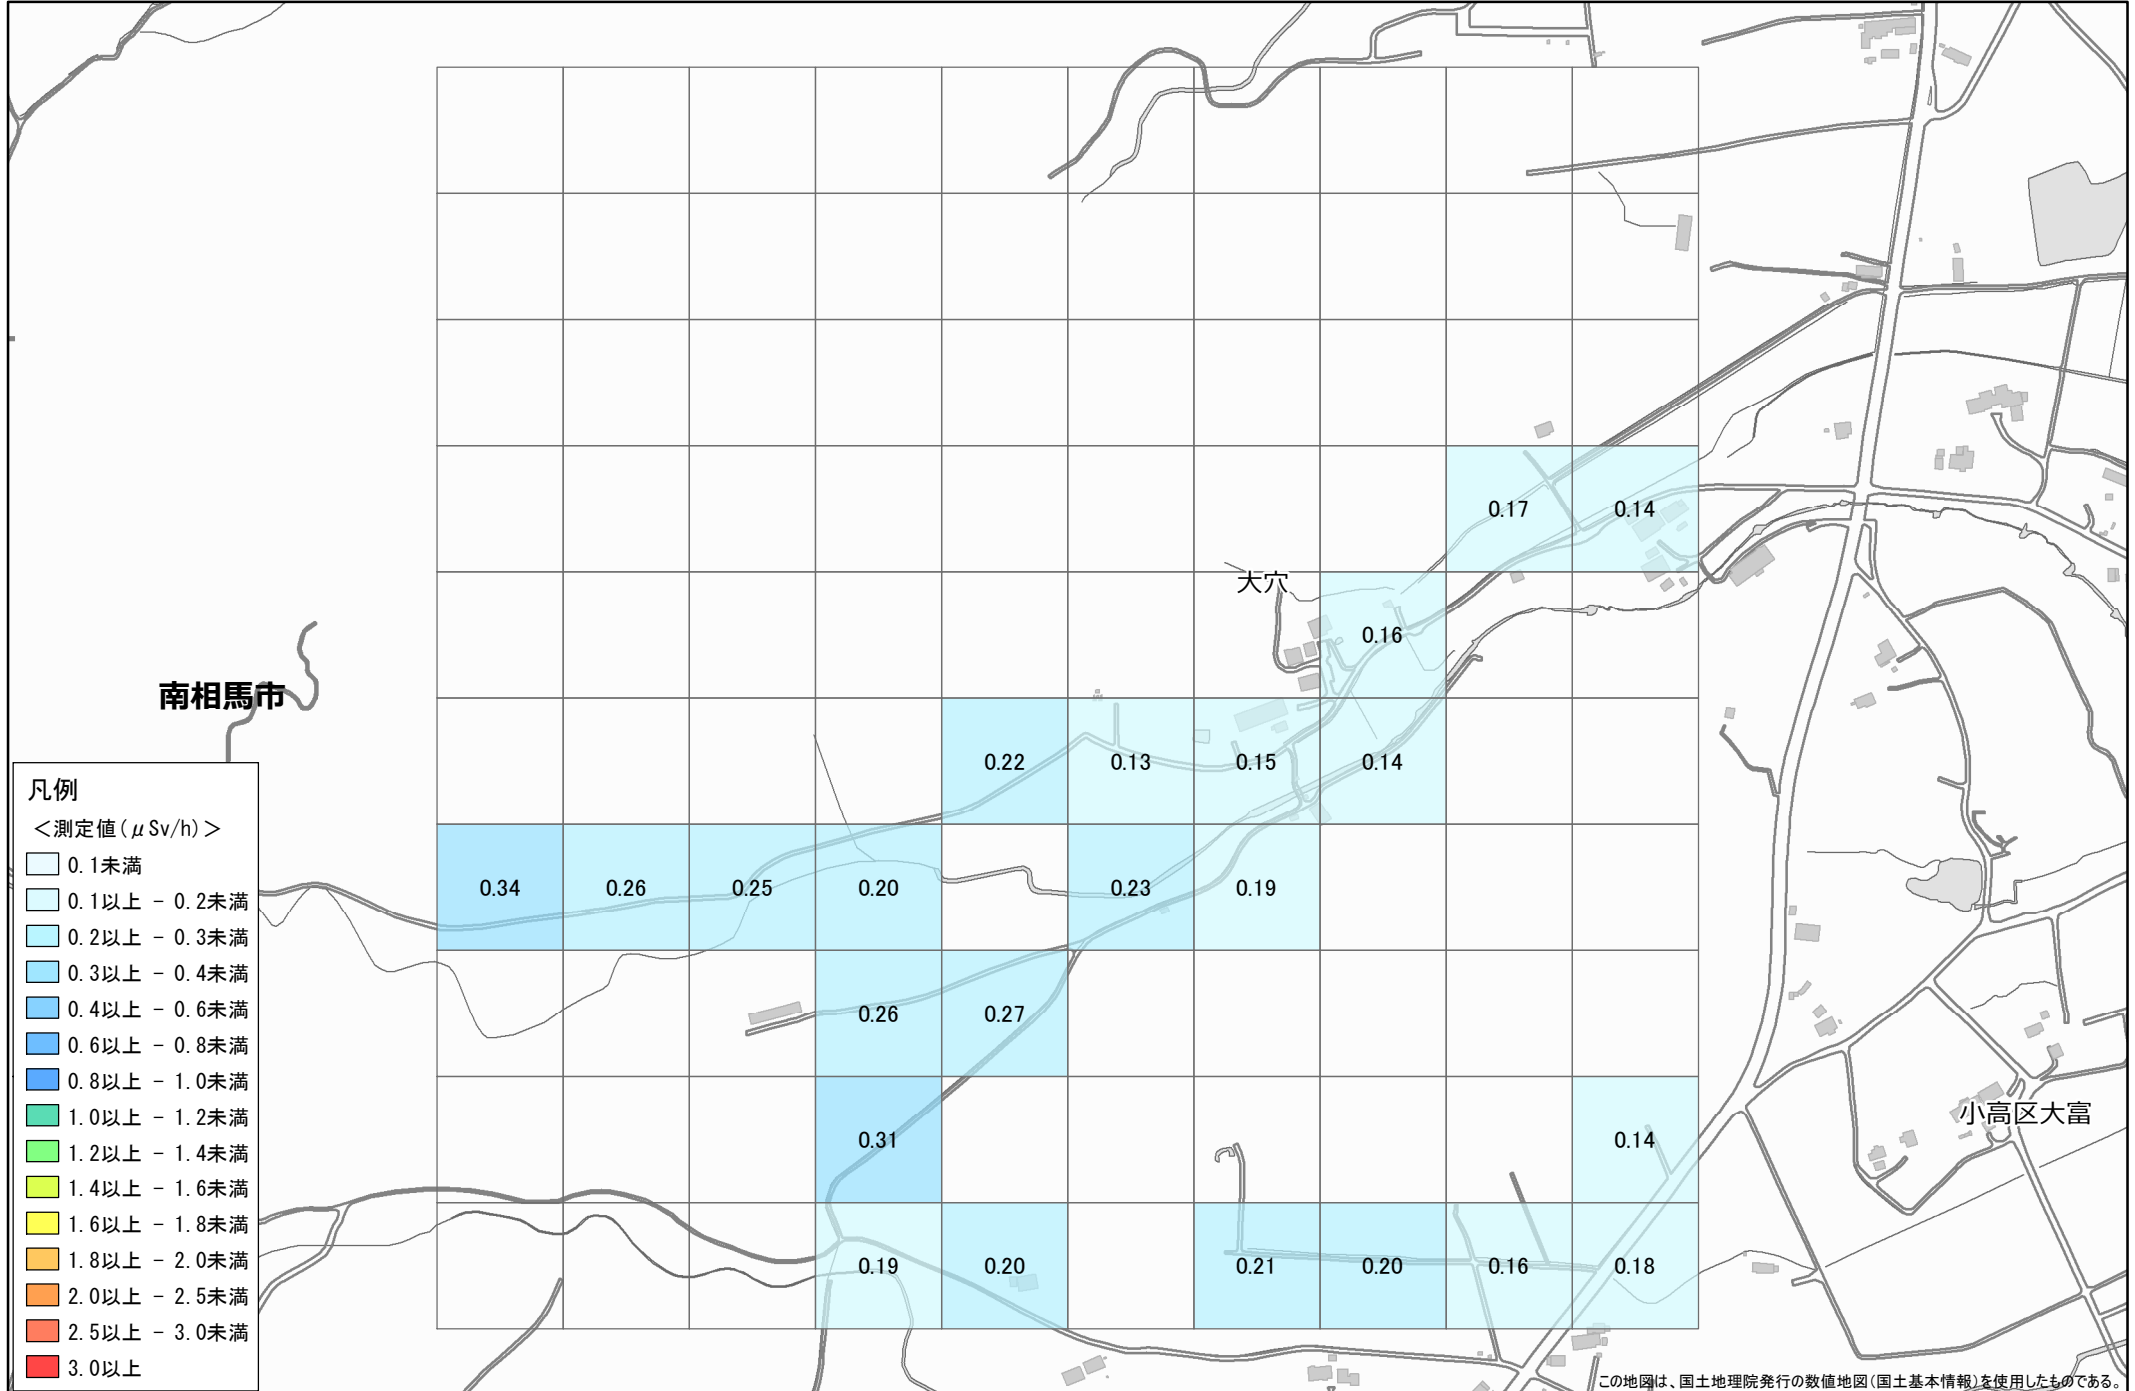 0.17 0.14
大穴
0.16
南相馬市
0.22 0.13 0.15 0.14
0.34 0.26 0.25 0.20 0.23 0.19
0.26 0.27
0.31 0.14
小高区大富
0.19 0.20 0.21 0.20 0.16 0.18
凡例
＜測定値(μSv/h)＞
0.1未満
0.1以上 - 0.2未満
0.2以上 - 0.3未満
0.3以上 - 0.4未満
0.4以上 - 0.6未満
0.6以上 - 0.8未満
0.8以上 - 1.0未満
1.0以上 - 1.2未満
1.2以上 - 1.4未満
1.4以上 - 1.6未満
1.6以上 - 1.8未満
1.8以上 - 2.0未満
2.0以上 - 2.5未満
2.5以上 - 3.0未満
3.0以上
この地図は、国土地理院発行の数値地図(国土基本情報)を使用したものである。